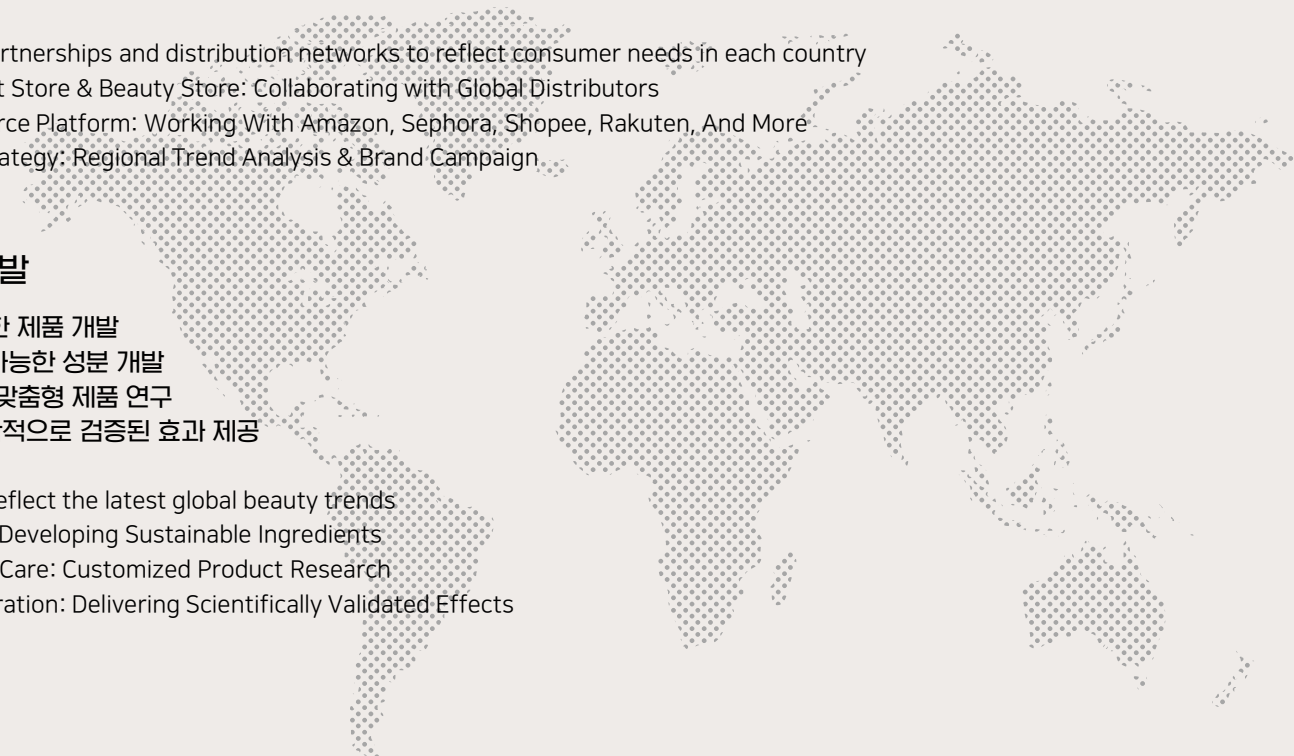 rtnerships and distribution networks to reflect consumer needs in each country
t Store & Beauty Store: Collaborating with Global Distributors
rce Platform: Working With Amazon, Sephora, Shopee, Rakuten, And More
ategy: Regional Trend Analysis & Brand Campaign
발
한 제품 개발
가능한 성분 개발
맞춤형 제품 연구
적으로 검증된 효과 제공
eflect the latest global beauty trends
Developing Sustainable Ingredients
Care: Customized Product Research
ration: Delivering Scientifically Validated Effects